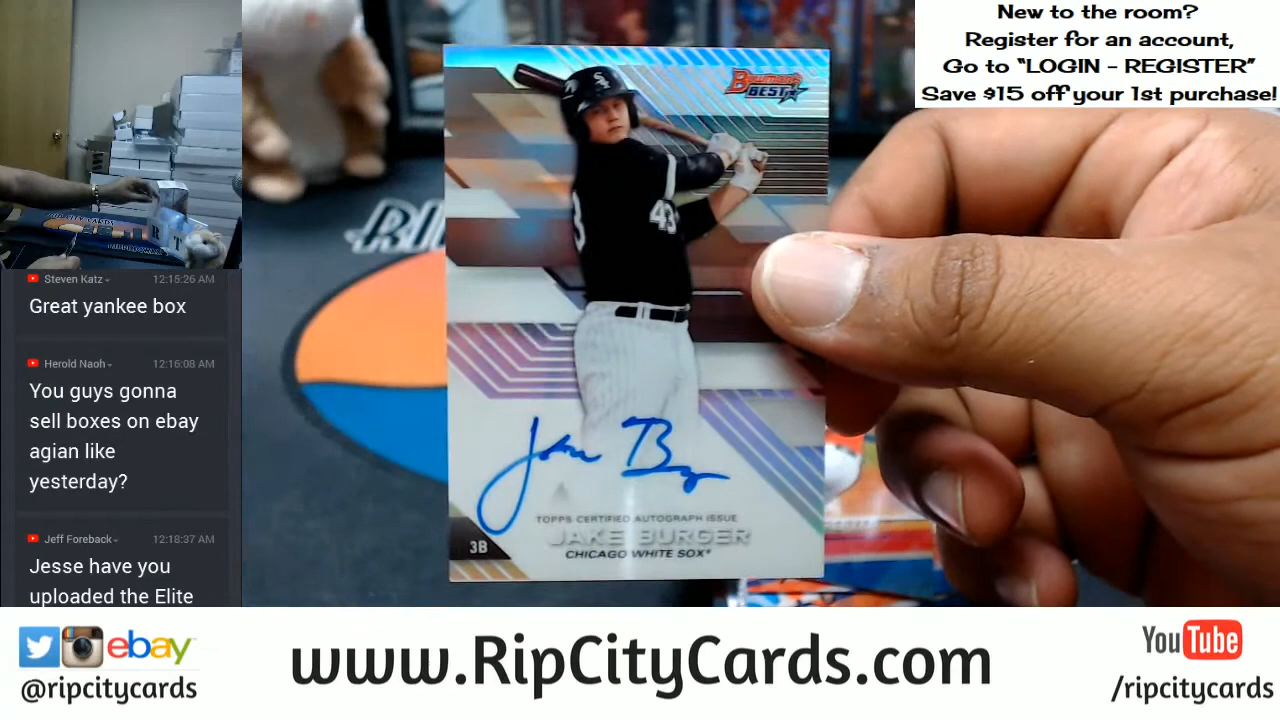 New to the room?
Register for an account,
Go to “LOGIN - REGISTER”
Save $15 off your 1st purchase!
Steven Katz
12:15:26 AM
Great yankee box
Herold Naoh
12:16:08 AM
You guys gonna
sell boxes on ebay
agian like
yesterday?
Jeff Foreback
12:18:37 AM
Jesse have you
uploaded the Elite
Bowman's
BEST
43
Jake Burger
TOPPS CERTIFIED AUTOGRAPH ISSUE
JAKE BURGER
3B
CHICAGO WHITE SOX
ebay
@ripcitycards
www.RipCityCards.com
YouTube
/ripcitycards